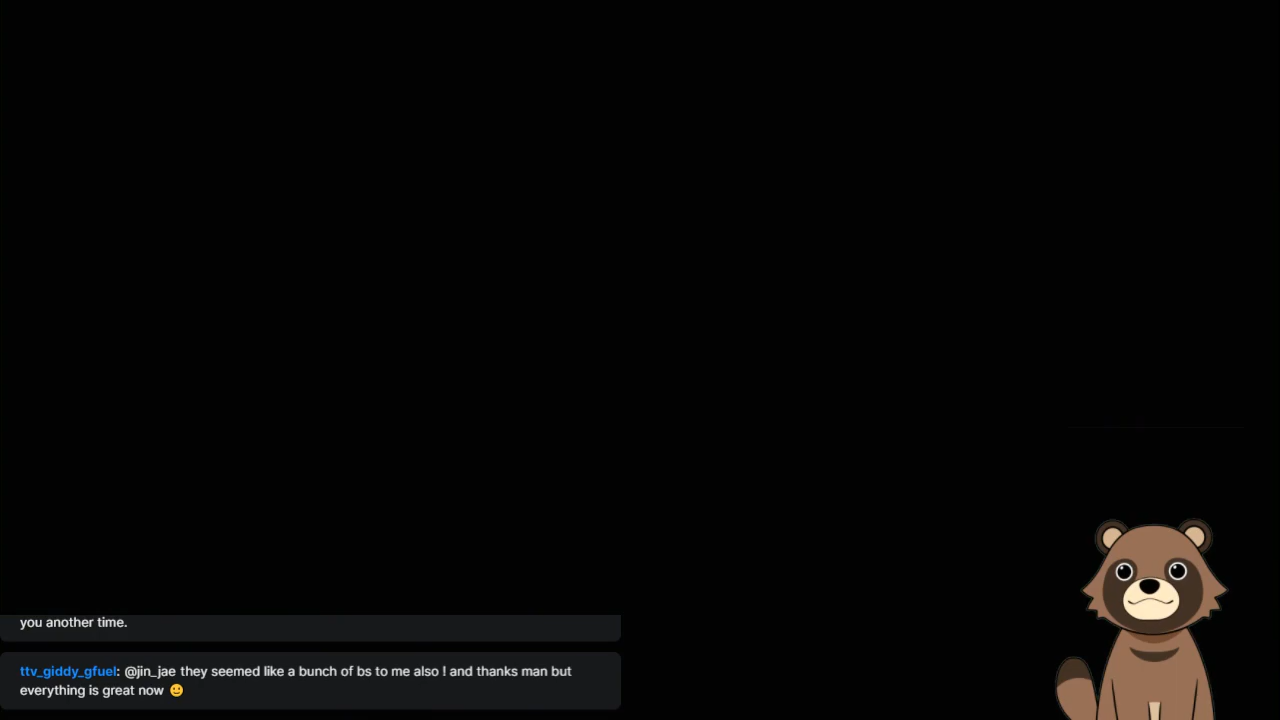 you another time.
ttv_giddy_gfuel: @jin_jae they seemed like a bunch of bs to me also ! and thanks man but
everything is great now 🙂